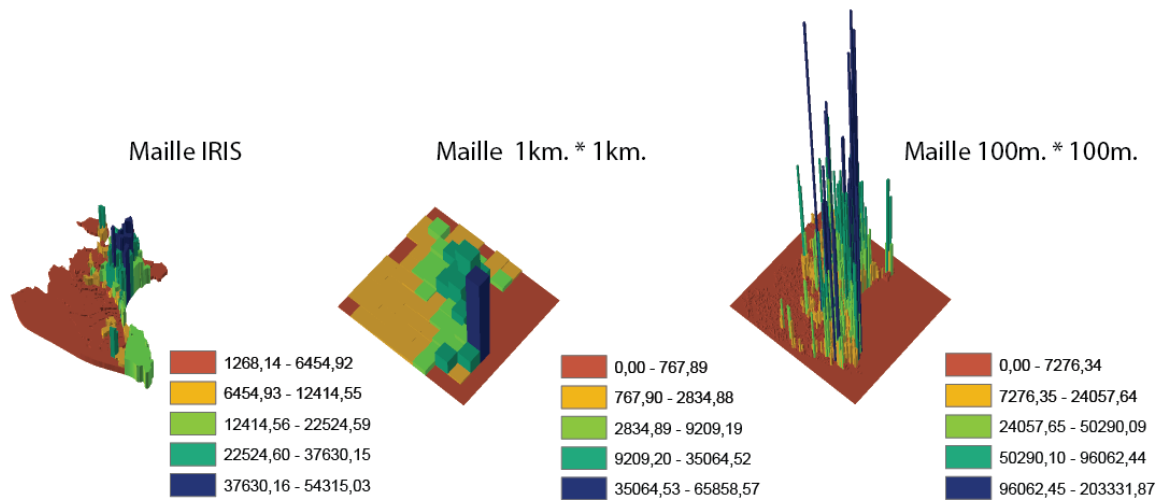 Maille IRIS
1268,14 - 6454,92
6454,93 - 12414,55
12414,56 - 22524,59
22524,60 - 37630,15
37630,16 - 54315,03
Maille 1km. * 1km.
0,00 - 767,89
767,90 - 2834,88
2834,89 - 9209,19
9209,20 - 35064,52
35064,53 - 65858,57
Maille 100m. * 100m.
0,00 - 7276,34
7276,35 - 24057,64
24057,65 - 50290,09
50290,10 - 96062,44
96062,45 - 203331,87